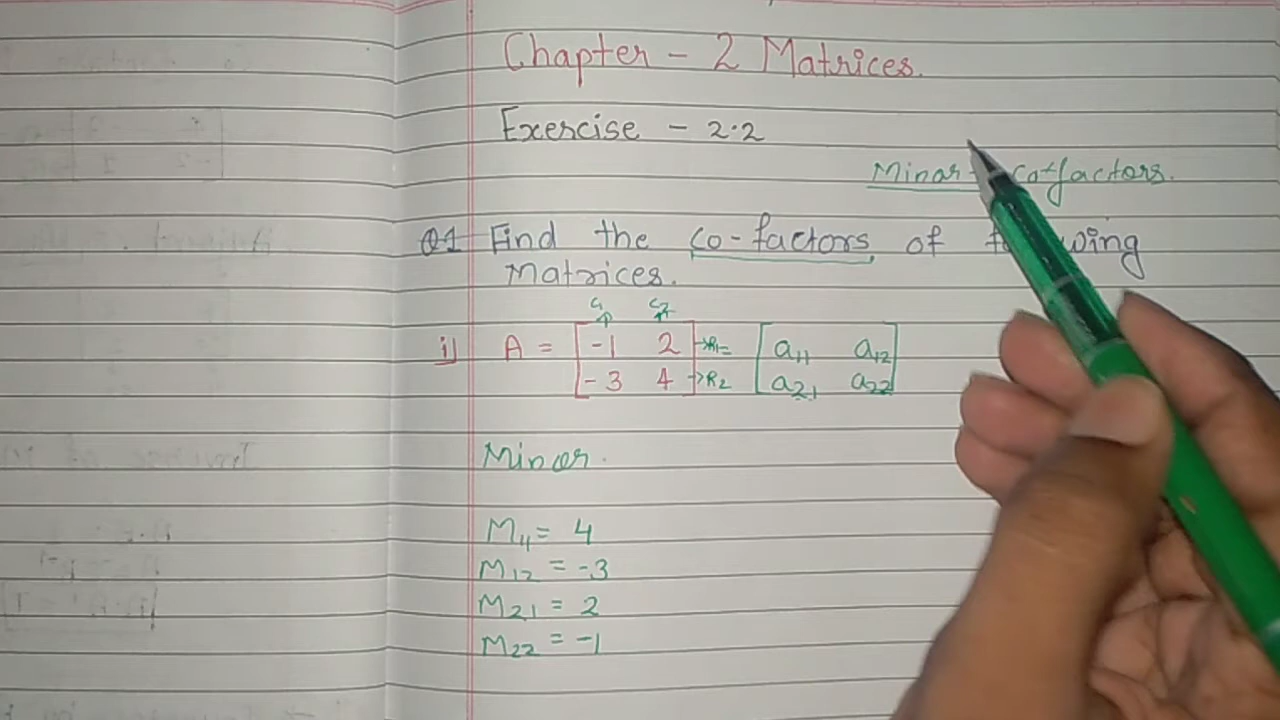 Chapter - 2 Matrices.
Exercise - 2.2
Minor co-factors.
Q1 Find the co-factors of
Matrices.
C1 C2
i) A = [-1 2] → R1 = [a11 a12]
[-3 4] → R2 [a21 a22]
Minor.
M11 = 4
M12 = -3
M21 = 2
M22 = -1